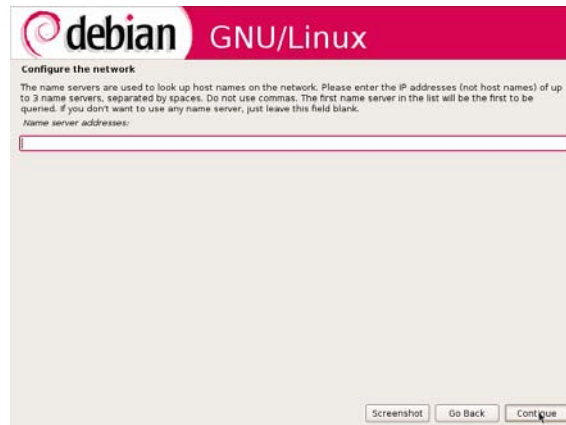 debian GNU/Linux
Configure the network
The name servers are used to look up host names on the network. Please enter the IP addresses (not host names) of up
to 3 name servers, separated by spaces. Do not use commas. The first name server in the list will be the first to be
queried. If you don't want to use any name server, just leave this field blank.
Name server addresses:
Screenshot Go Back Continue